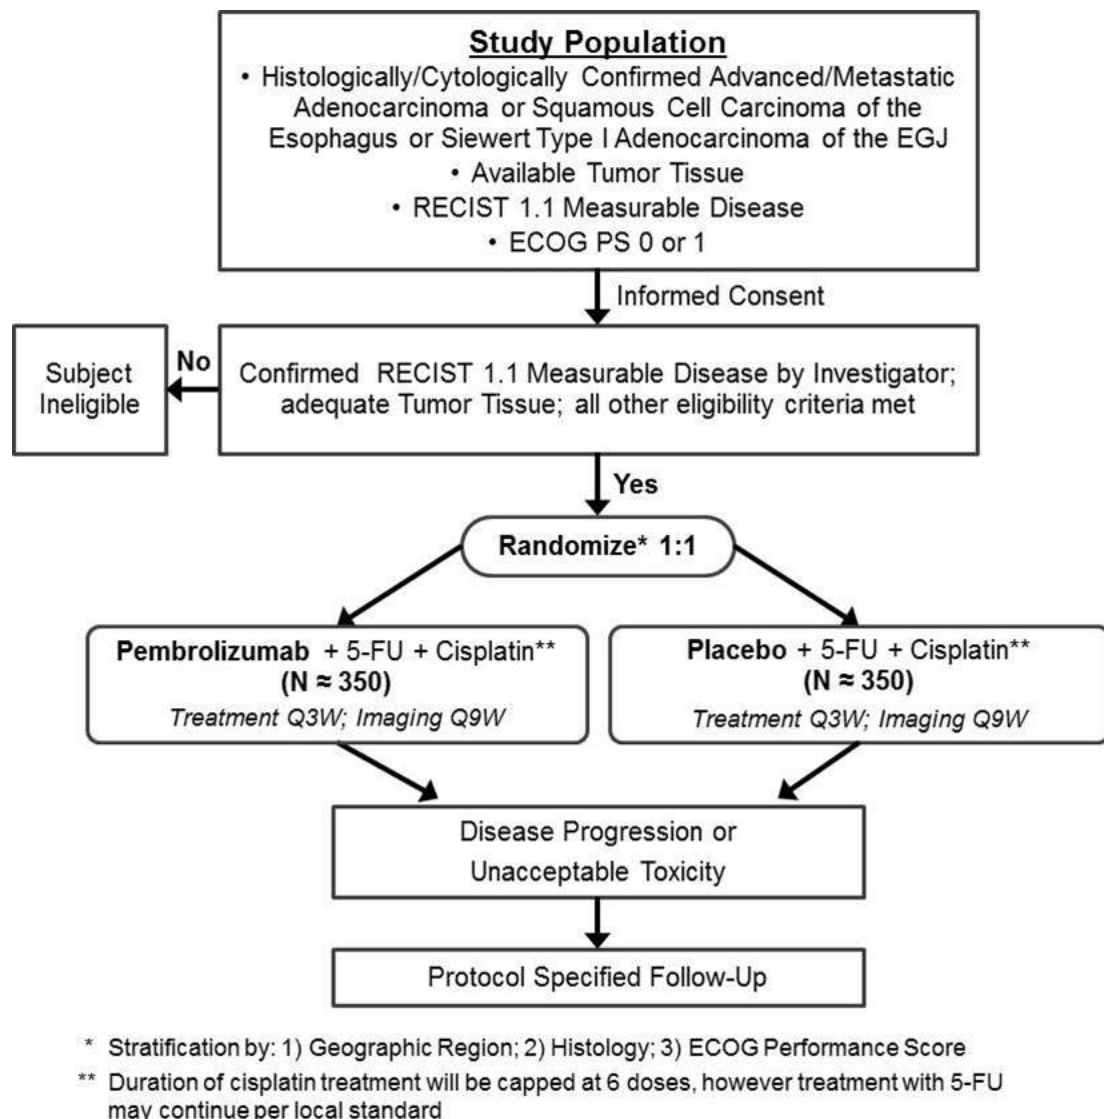 Study Population
• Histologically/Cytologically Confirmed Advanced/Metastatic
Adenocarcinoma or Squamous Cell Carcinoma of the
Esophagus or Siewert Type I Adenocarcinoma of the EGJ
• Available Tumor Tissue
• RECIST 1.1 Measurable Disease
• ECOG PS 0 or 1
Informed Consent
Subject
Ineligible
No
Confirmed RECIST 1.1 Measurable Disease by Investigator;
adequate Tumor Tissue; all other eligibility criteria met
Yes
Randomize* 1:1
Pembrolizumab + 5-FU + Cisplatin**
(N ≈ 350)
Treatment Q3W; Imaging Q9W
Placebo + 5-FU + Cisplatin**
(N ≈ 350)
Treatment Q3W; Imaging Q9W
Disease Progression or
Unacceptable Toxicity
Protocol Specified Follow-Up
* Stratification by: 1) Geographic Region; 2) Histology; 3) ECOG Performance Score
** Duration of cisplatin treatment will be capped at 6 doses, however treatment with 5-FU
may continue per local standard